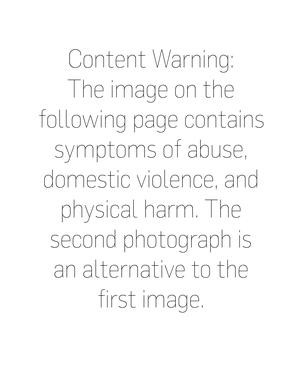 Content Warning:
The image on the
following page contains
symptoms of abuse,
domestic violence, and
physical harm. The
second photograph is
an alternative to the
first image.